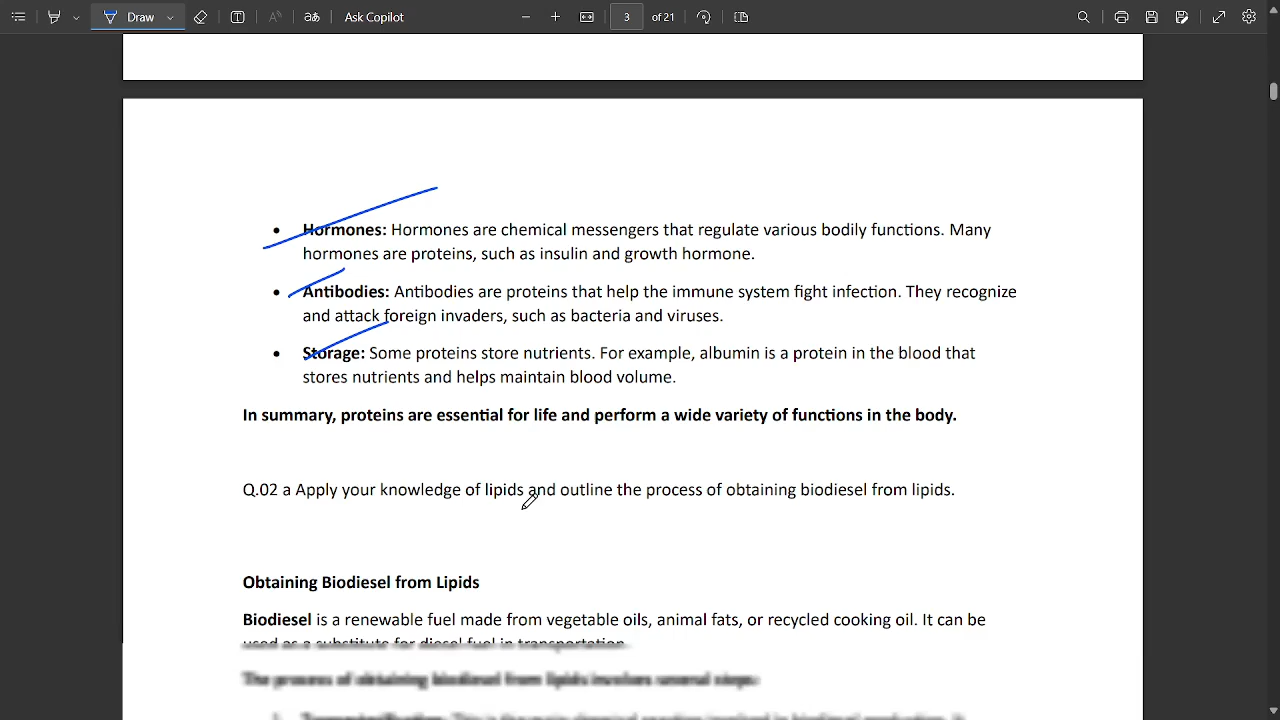 Draw
Ask Copilot
3 of 21
• Hormones: Hormones are chemical messengers that regulate various bodily functions. Many
hormones are proteins, such as insulin and growth hormone.
• Antibodies: Antibodies are proteins that help the immune system fight infection. They recognize
and attack foreign invaders, such as bacteria and viruses.
• Storage: Some proteins store nutrients. For example, albumin is a protein in the blood that
stores nutrients and helps maintain blood volume.
In summary, proteins are essential for life and perform a wide variety of functions in the body.
Q.02 a Apply your knowledge of lipids and outline the process of obtaining biodiesel from lipids.
Obtaining Biodiesel from Lipids
Biodiesel is a renewable fuel made from vegetable oils, animal fats, or recycled cooking oil. It can be
used as a substitute for diesel fuel in transportation.
The process of obtaining biodiesel from lipids involves several steps: